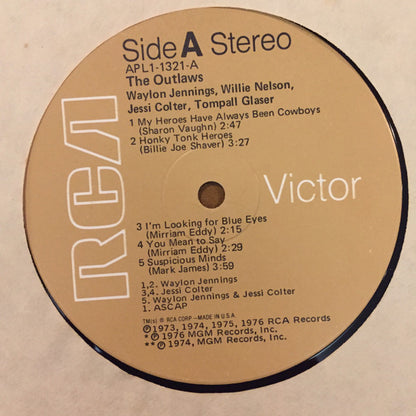 Side A Stereo
APL1-1321-A
The Outlaws
Waylon Jennings, Willie Nelson,
Jessi Colter, Tompall Glaser
1 My Heroes Have Always Been Cowboys
(Sharon Vaughn) 2:47
2 Honky Tonk Heroes
(Billie Joe Shaver) 3:27
RCA
Victor
3 I'm Looking for Blue Eyes
(Mirriam Eddy) 2:15
4 You Mean to Say
(Mirriam Eddy) 2:29
5 Suspicious Minds
(Mark James) 3:59
1,2. Waylon Jennings
3,4. Jessi Colter
5. Waylon Jennings & Jessi Colter
1. ASCAP
TM(s) ® RCA CORP—MADE IN U.S.A.
℗1973, 1974, 1975, 1976 RCA Records
*℗1976 MGM Records, Inc.
**℗1974, MGM Records, Inc.